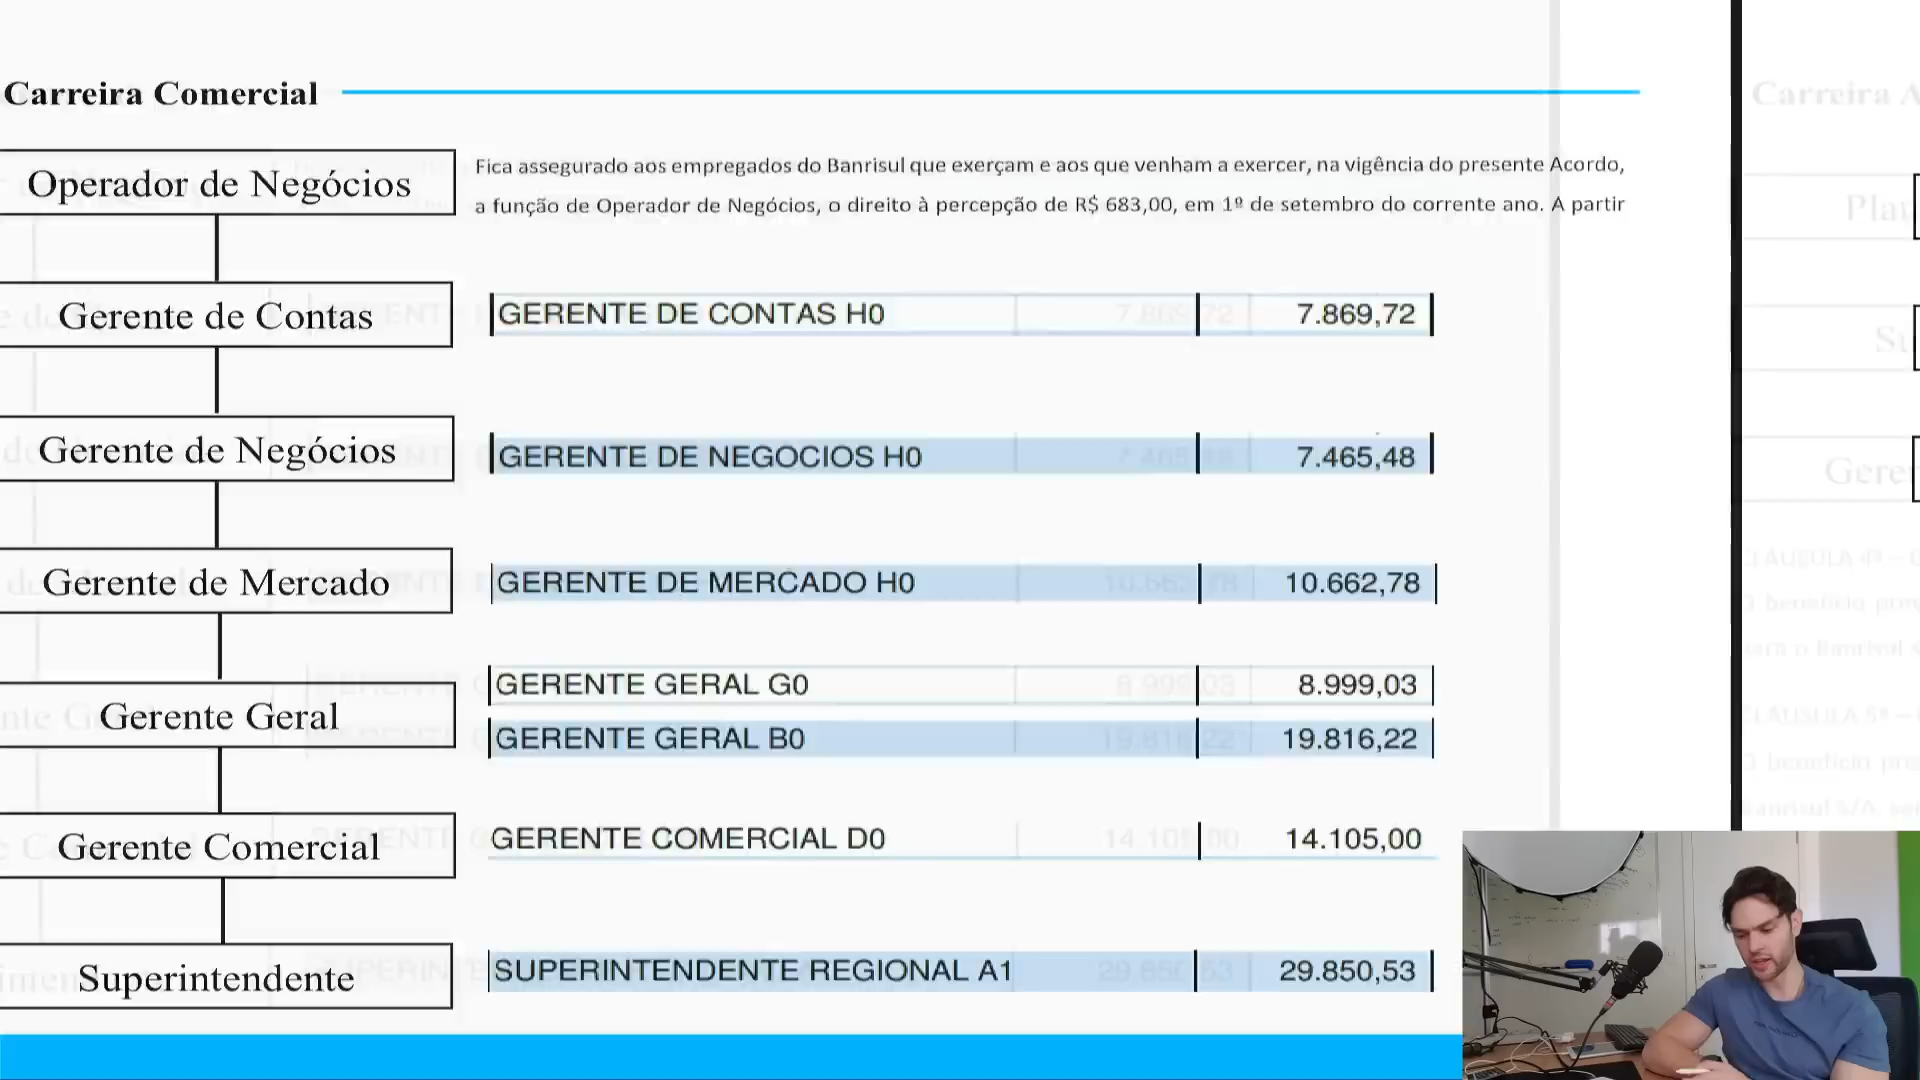 Carreira Comercial
Carreira A
Operador de Negócios
Fica assegurado aos empregados do Banrisul que exerçam e aos que venham a exercer, na vigência do presente Acordo,
a função de Operador de Negócios, o direito à percepção de R$ 683,00, em 1º de setembro do corrente ano. A partir
Gerente de Contas
GERENTE DE CONTAS H0 7.869,72
Gerente de Negócios
GERENTE DE NEGOCIOS H0 7.465,48
Gerente de Mercado
GERENTE DE MERCADO H0 10.662,78
GERENTE GERAL G0 8.999,03
Gerente Geral
GERENTE GERAL B0 19.816,22
Gerente Comercial
GERENTE COMERCIAL D0 14.105,00
Superintendente
SUPERINTENDENTE REGIONAL A1 29.850,53